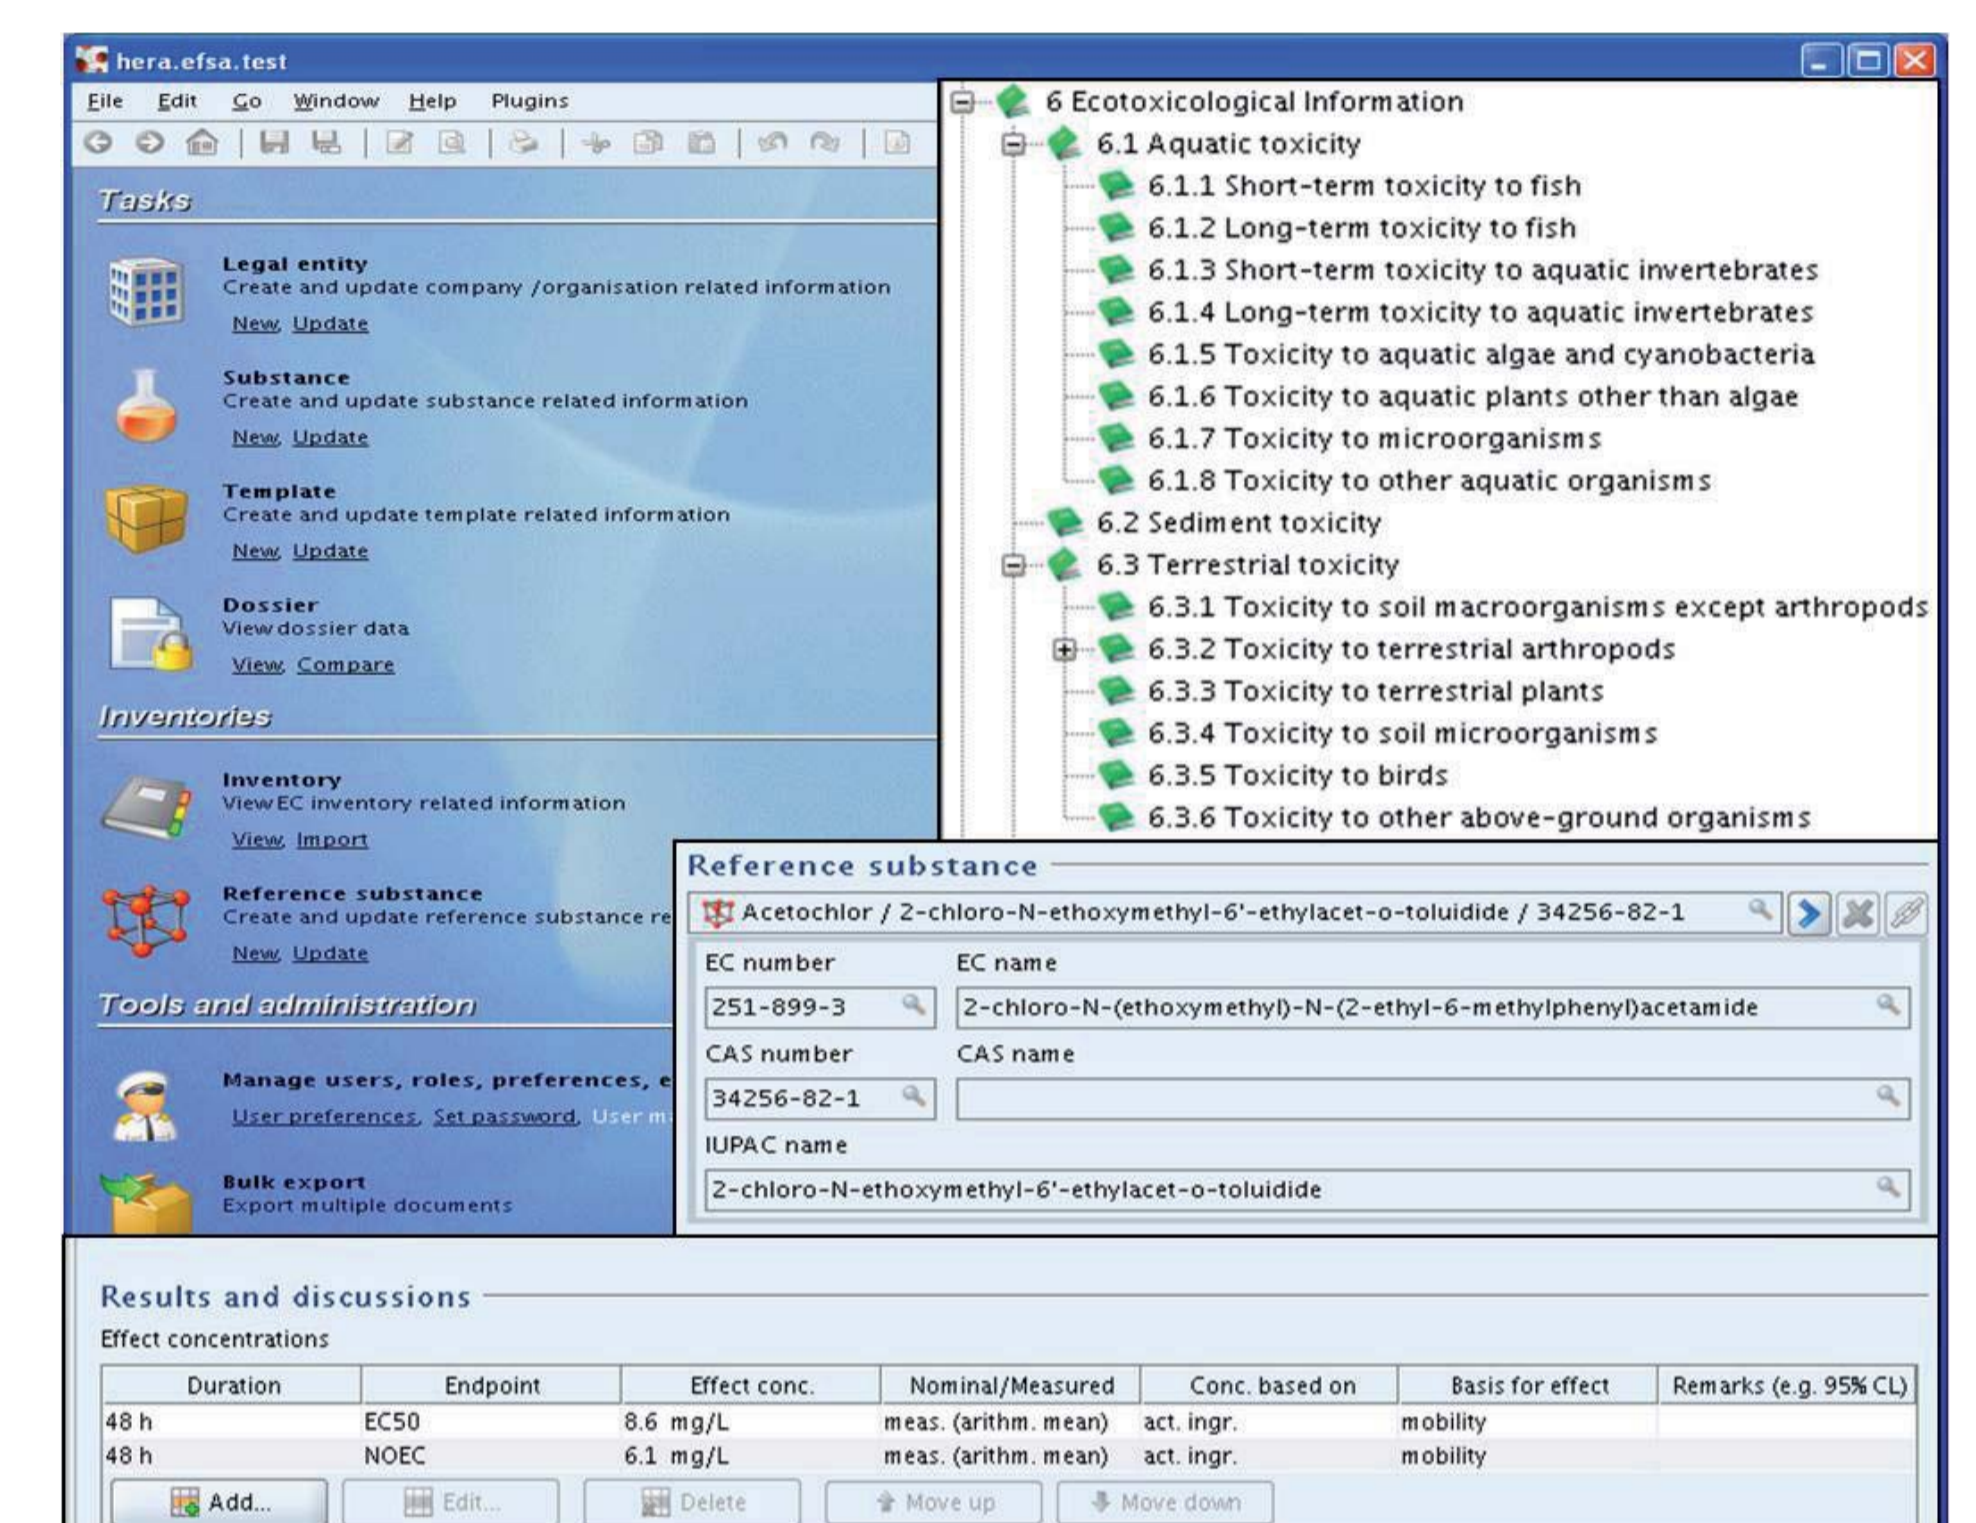 hera.efsa.test
File Edit Go Window Help Plugins
Tasks
Legal entity
Create and update company /organisation related information
New, Update
Substance
Create and update substance related information
New, Update
Template
Create and update template related information
New, Update
Dossier
View dossier data
View, Compare
Inventories
Inventory
View EC inventory related information
View, Import
Reference substance
Create and update reference substance re
New, Update
Tools and administration
Manage users, roles, preferences, e
User preferences, Set password, User m
Bulk export
Export multiple documents
6 Ecotoxicological Information
6.1 Aquatic toxicity
6.1.1 Short-term toxicity to fish
6.1.2 Long-term toxicity to fish
6.1.3 Short-term toxicity to aquatic invertebrates
6.1.4 Long-term toxicity to aquatic invertebrates
6.1.5 Toxicity to aquatic algae and cyanobacteria
6.1.6 Toxicity to aquatic plants other than algae
6.1.7 Toxicity to microorganisms
6.1.8 Toxicity to other aquatic organisms
6.2 Sediment toxicity
6.3 Terrestrial toxicity
6.3.1 Toxicity to soil macroorganisms except arthropods
6.3.2 Toxicity to terrestrial arthropods
6.3.3 Toxicity to terrestrial plants
6.3.4 Toxicity to soil microorganisms
6.3.5 Toxicity to birds
6.3.6 Toxicity to other above-ground organisms
Reference substance
Acetochlor / 2-chloro-N-ethoxymethyl-6'-ethylacet-o-toluidide / 34256-82-1
EC number EC name
251-899-3 2-chloro-N-(ethoxymethyl)-N-(2-ethyl-6-methylphenyl)acetamide
CAS number CAS name
34256-82-1
IUPAC name
2-chloro-N-ethoxymethyl-6'-ethylacet-o-toluidide
Results and discussions
Effect concentrations
Duration Endpoint Effect conc. Nominal/Measured Conc. based on Basis for effect Remarks (e.g. 95% CL)
48 h EC50 8.6 mg/L meas. (arithm. mean) act. ingr. mobility
48 h NOEC 6.1 mg/L meas. (arithm. mean) act. ingr. mobility
Add... Edit... Delete Move up Move down